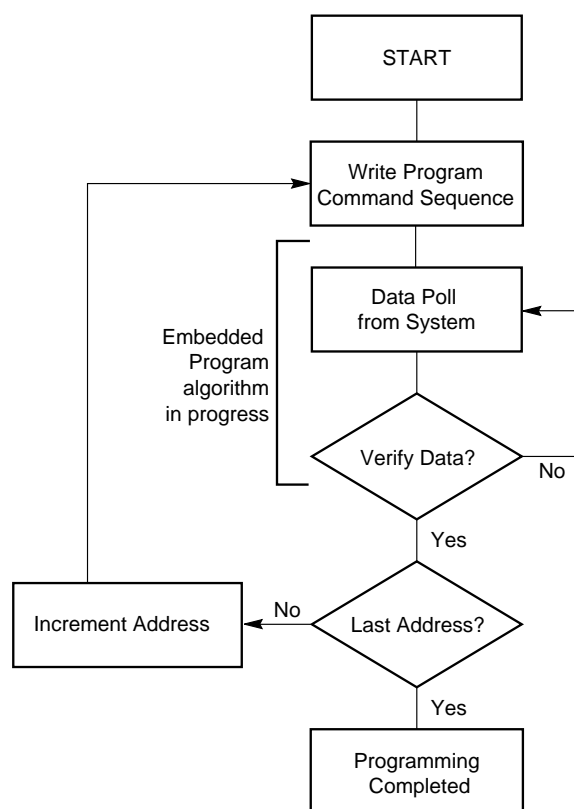 START
Write Program
Command Sequence
Data Poll
from System
Embedded
Program
algorithm
in progress
Verify Data?
No
Yes
Last Address?
No
Increment Address
Yes
Programming
Completed